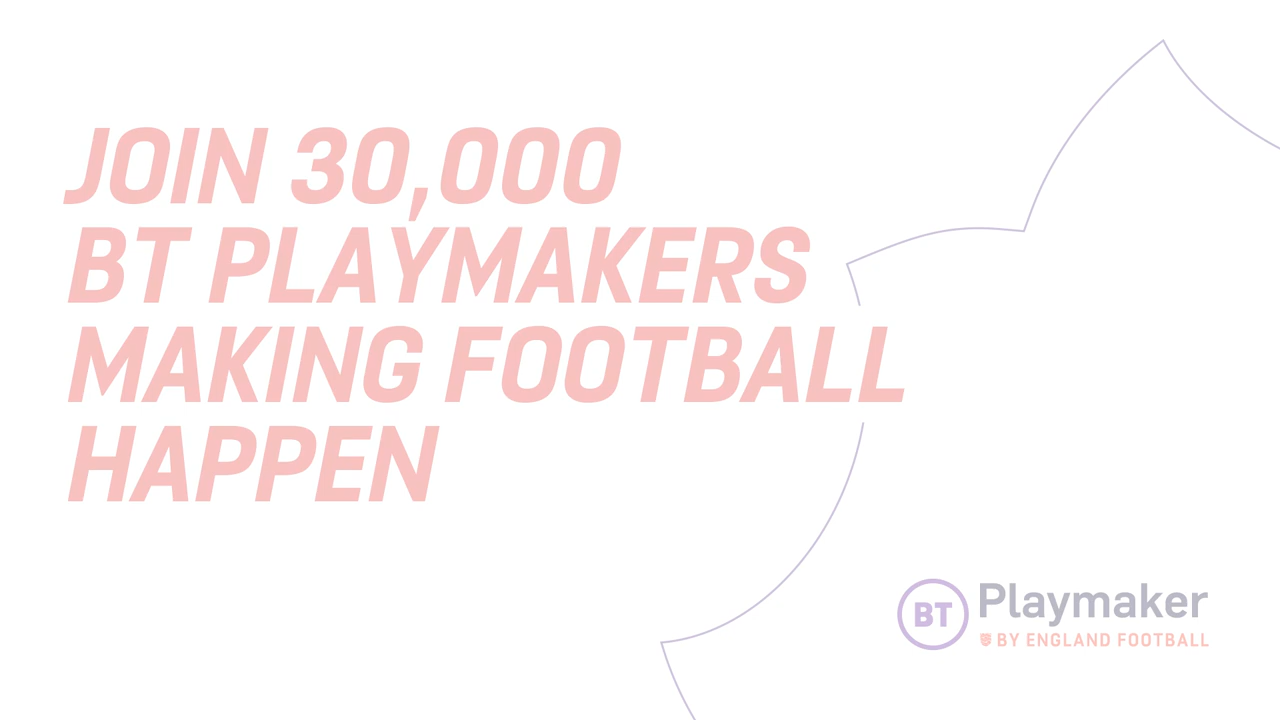 JOIN 30,000
BT PLAYMAKERS
MAKING FOOTBALL
HAPPEN
BT Playmaker
BY ENGLAND FOOTBALL